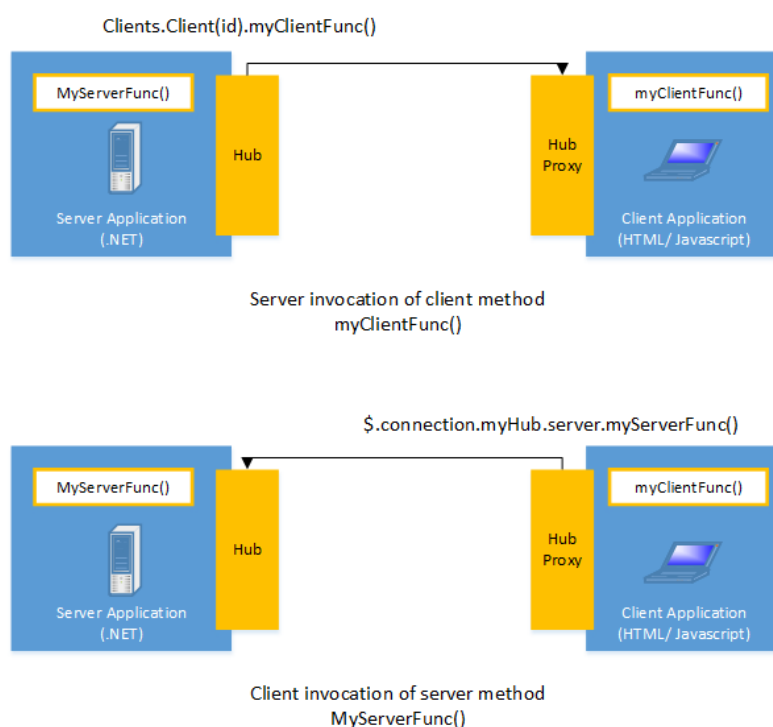 Clients.Client(id).myClientFunc()
MyServerFunc()
myClientFunc()
Hub
Hub
Proxy
Server Application
(.NET)
Client Application
(HTML/ Javascript)
Server invocation of client method
myClientFunc()
$.connection.myHub.server.myServerFunc()
MyServerFunc()
myClientFunc()
Hub
Hub
Proxy
Server Application
(.NET)
Client Application
(HTML/ Javascript)
Client invocation of server method
MyServerFunc()